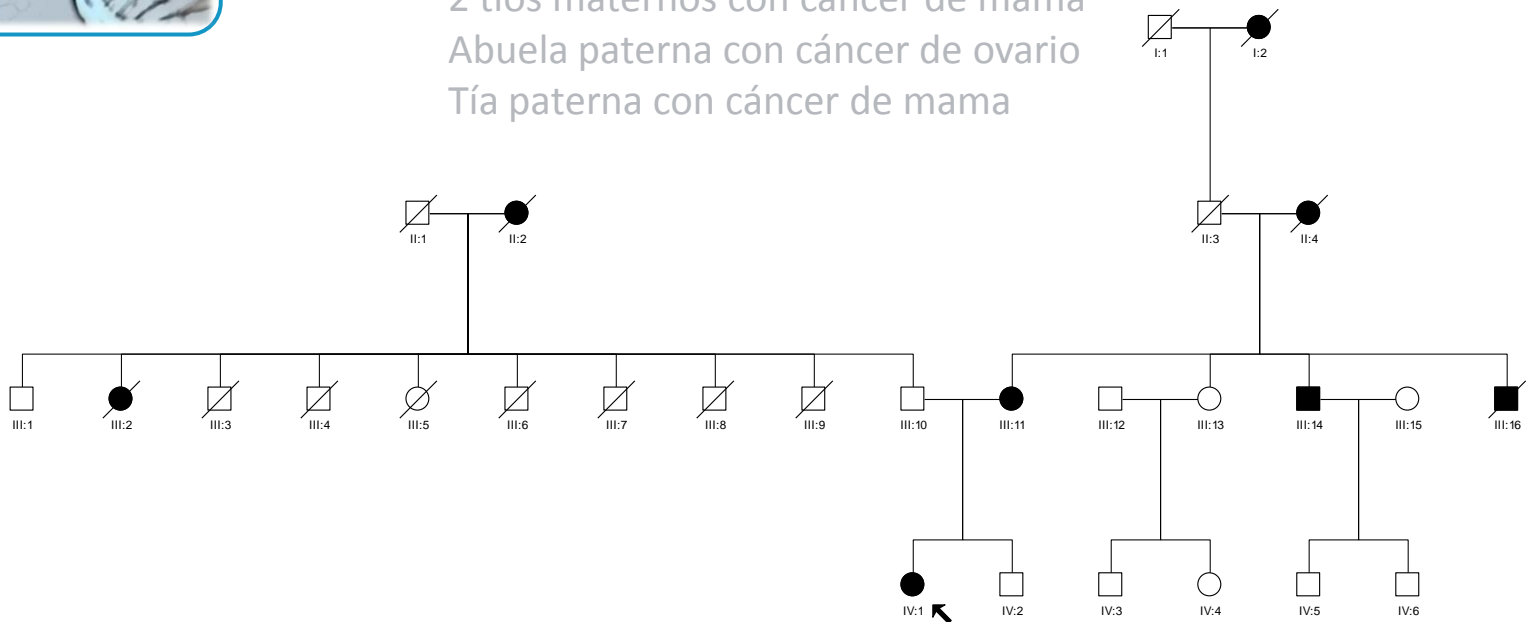 2 tíos maternos con cáncer de mama
Abuela paterna con cáncer de ovario
Tía paterna con cáncer de mama
I:1 I:2
II:1 II:2 II:3 II:4
III:1 III:2 III:3 III:4 III:5 III:6 III:7 III:8 III:9 III:10 III:11 III:12 III:13 III:14 III:15 III:16
IV:1 IV:2 IV:3 IV:4 IV:5 IV:6